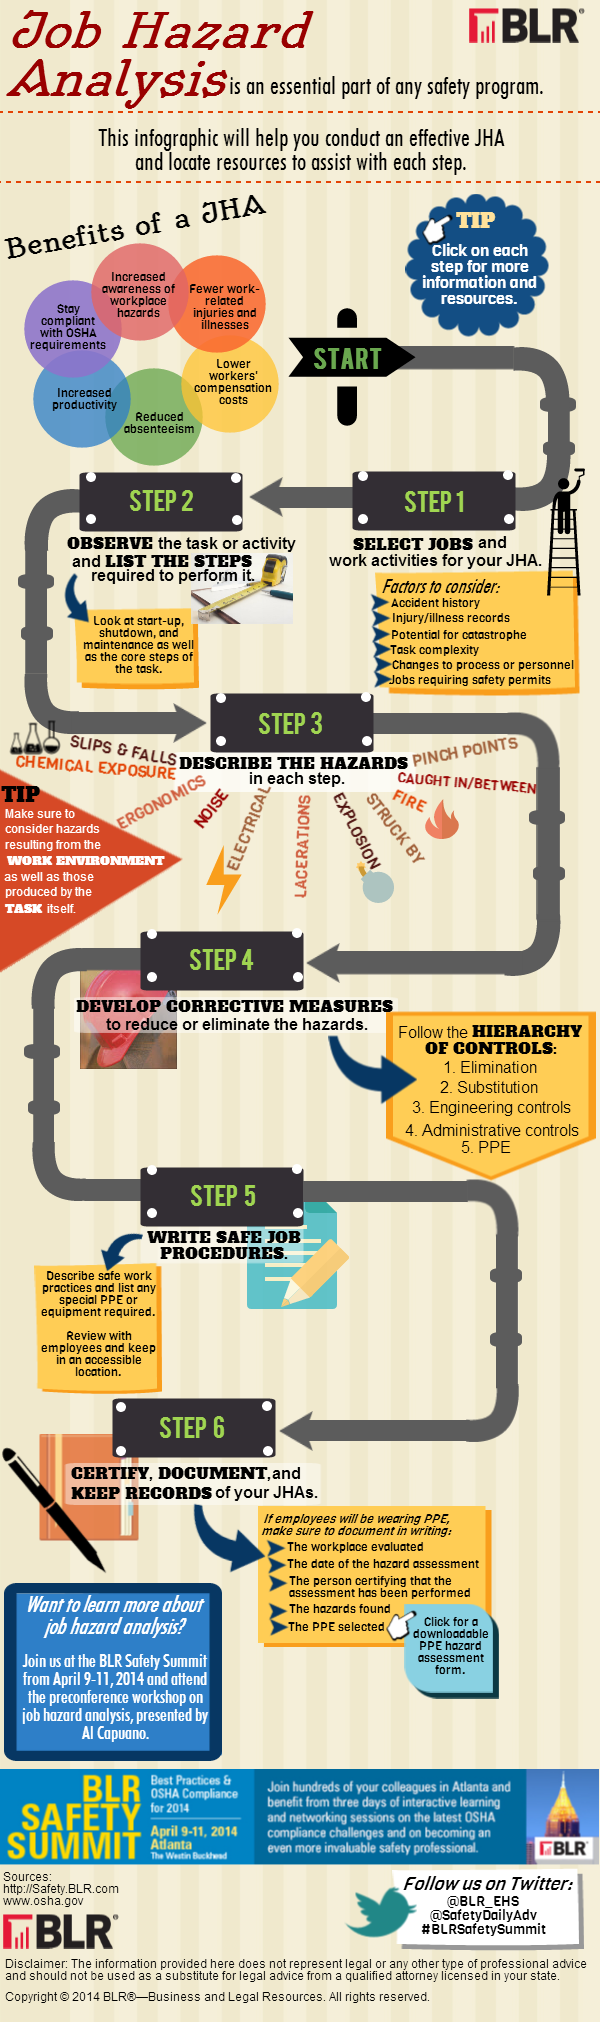 Job Hazard
BLR®
Analysis is an essential part of any safety program.
This infographic will help you conduct an effective JHA
and locate resources to assist with each step.
Benefits of a JHA
Increased
awareness of
workplace
hazards
Fewer work-
related
injuries and
illnesses
Stay
compliant
with OSHA
requirements
Lower
workers'
compensation
costs
Increased
productivity
Reduced
absenteeism
TIP
Click on each
step for more
information and
resources.
START
STEP 1
SELECT JOBS and
work activities for your JHA.
Factors to consider:
Accident history
Injury/illness records
Potential for catastrophe
Task complexity
Changes to process or personnel
Jobs requiring safety permits
STEP 2
OBSERVE the task or activity
and LIST THE STEPS
required to perform it.
Look at start-up,
shutdown, and
maintenance as well
as the core steps of
the task.
STEP 3
DESCRIBE THE HAZARDS
in each step.
SLIPS & FALLS
CHEMICAL EXPOSURE
ERGONOMICS
NOISE
ELECTRICAL
LACERATIONS
EXPLOSION
STRUCK BY
FIRE
CAUGHT IN/BETWEEN
PINCH POINTS
TIP
Make sure to
consider hazards
resulting from the
WORK ENVIRONMENT
as well as those
produced by the
TASK itself.
STEP 4
DEVELOP CORRECTIVE MEASURES
to reduce or eliminate the hazards.
Follow the HIERARCHY
OF CONTROLS:
1. Elimination
2. Substitution
3. Engineering controls
4. Administrative controls
5. PPE
STEP 5
WRITE SAFE JOB
PROCEDURES.
Describe safe work
practices and list any
special PPE or
equipment required.
Review with
employees and keep
in an accessible
location.
STEP 6
CERTIFY, DOCUMENT, and
KEEP RECORDS of your JHAs.
If employees will be wearing PPE,
make sure to document in writing:
The workplace evaluated
The date of the hazard assessment
The person certifying that the
assessment has been performed
The hazards found
The PPE selected
Click for a
downloadable
PPE hazard
assessment
form.
Want to learn more about
job hazard analysis?
Join us at the BLR Safety Summit
from April 9-11, 2014 and attend
the preconference workshop on
job hazard analysis, presented by
Al Capuano.
BLR
SAFETY
SUMMIT
Best Practices &
OSHA Compliance
for 2014
April 9-11, 2014
Atlanta
The Westin Buckhead
Join hundreds of your colleagues in Atlanta and
benefit from three days of interactive learning
and networking sessions on the latest OSHA
compliance challenges and on becoming an
even more invaluable safety professional.
BLR
Sources:
http://Safety.BLR.com
www.osha.gov
BLR®
Follow us on Twitter:
@BLR_EHS
@SafetyDailyAdv
#BLRSafetySummit
Disclaimer: The information provided here does not represent legal or any other type of professional advice
and should not be used as a substitute for legal advice from a qualified attorney licensed in your state.
Copyright © 2014 BLR®—Business and Legal Resources. All rights reserved.